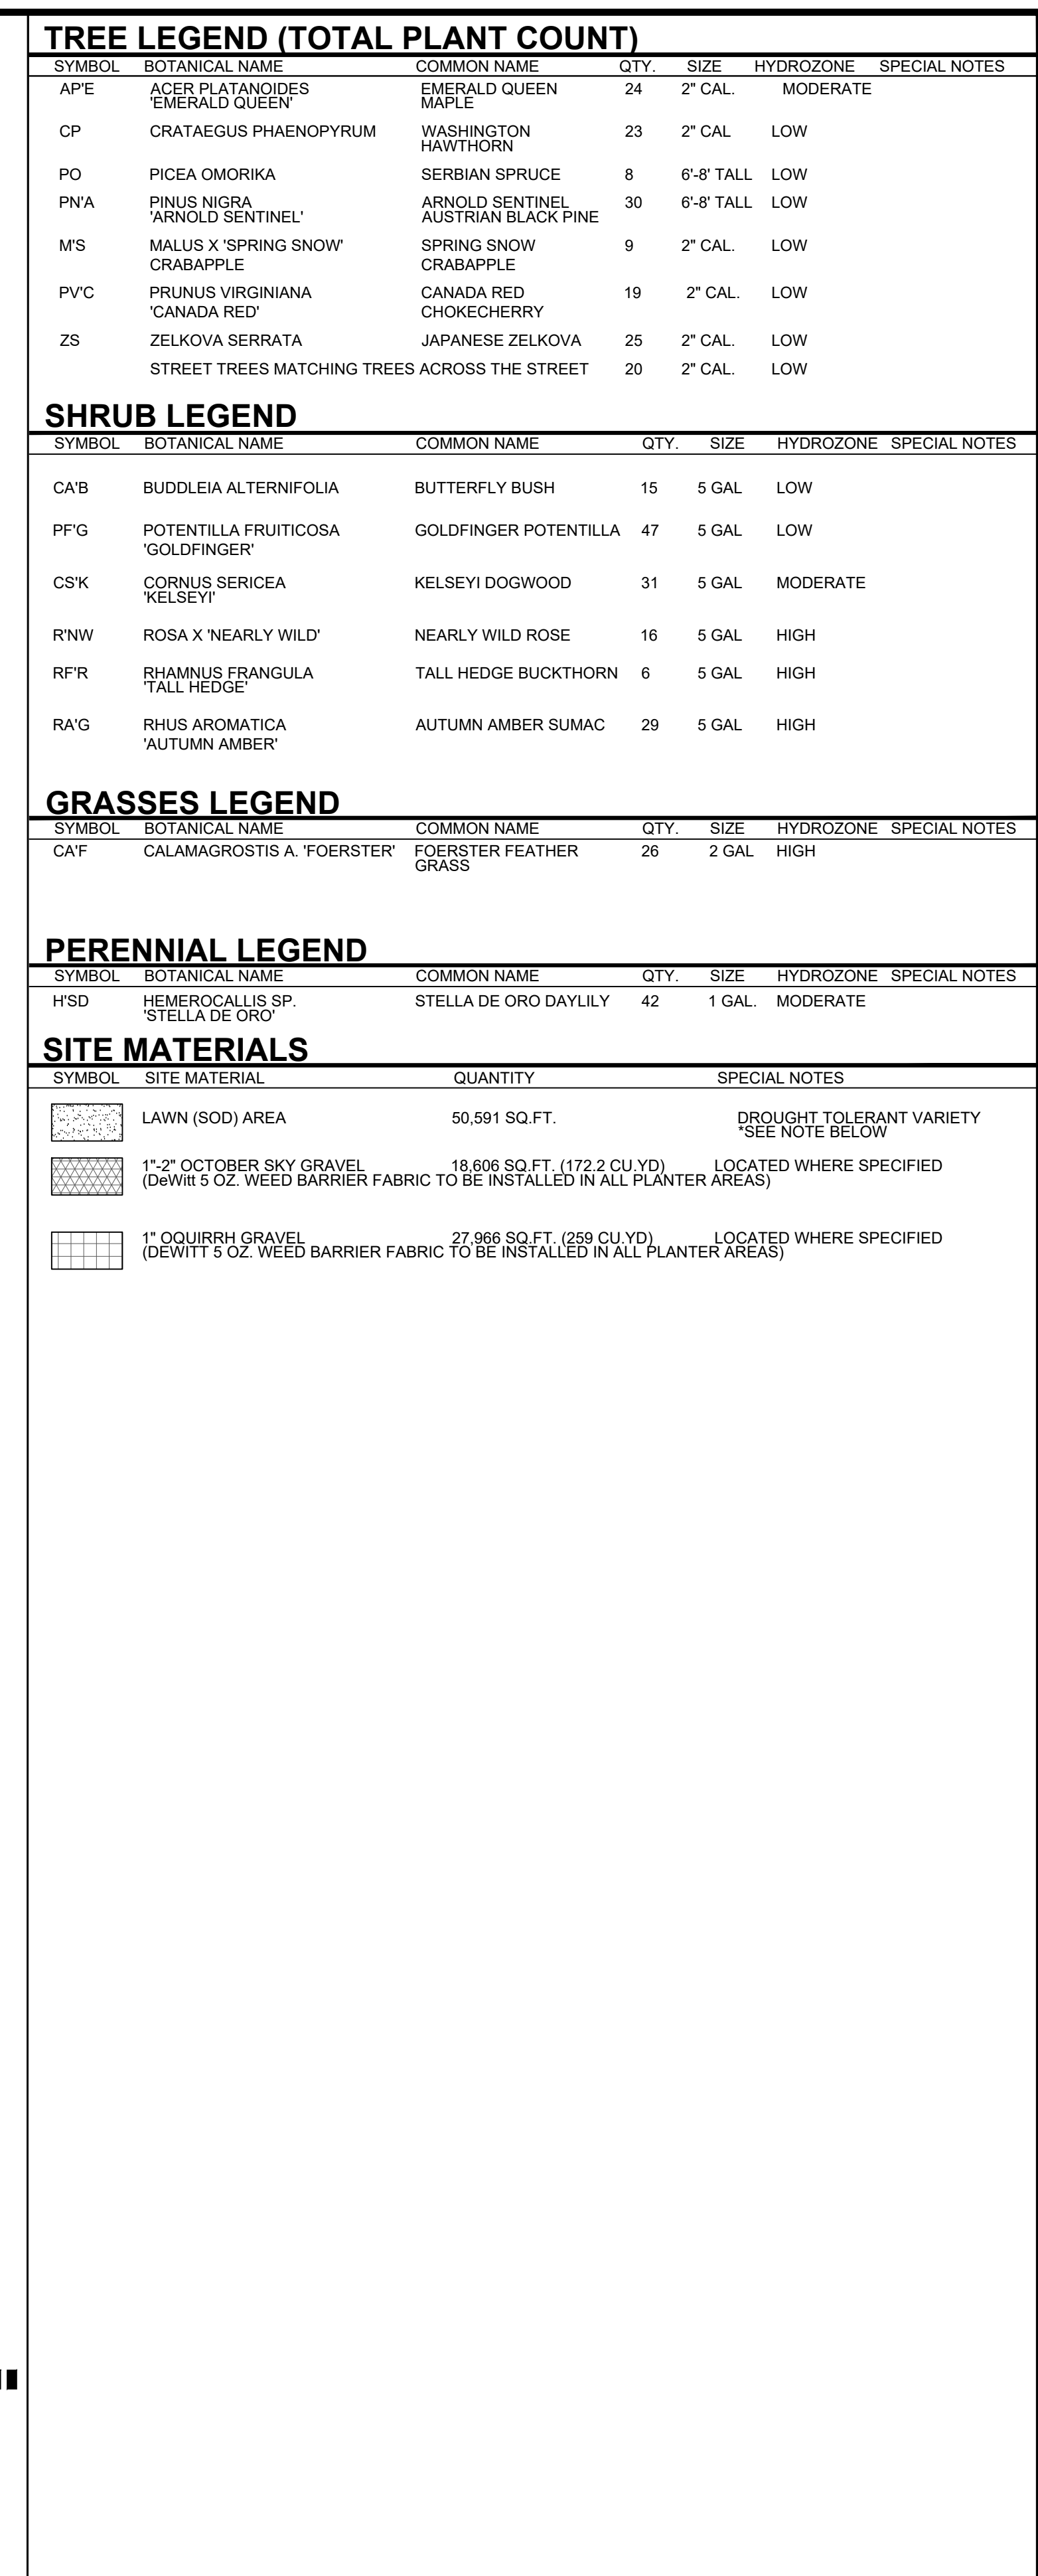 TREE LEGEND (TOTAL PLANT COUNT)
SYMBOL BOTANICAL NAME COMMON NAME QTY. SIZE HYDROZONE SPECIAL NOTES
AP'E ACER PLATANOIDES EMERALD QUEEN 24 2" CAL. MODERATE
'EMERALD QUEEN' MAPLE
CP CRATAEGUS PHAENOPYRUM WASHINGTON 23 2" CAL LOW
HAWTHORN
PO PICEA OMORIKA SERBIAN SPRUCE 8 6'-8' TALL LOW
PN'A PINUS NIGRA ARNOLD SENTINEL 30 6'-8' TALL LOW
'ARNOLD SENTINEL' AUSTRIAN BLACK PINE
M'S MALUS X 'SPRING SNOW' SPRING SNOW 9 2" CAL. LOW
CRABAPPLE CRABAPPLE
PV'C PRUNUS VIRGINIANA CANADA RED 19 2" CAL. LOW
'CANADA RED' CHOKECHERRY
ZS ZELKOVA SERRATA JAPANESE ZELKOVA 25 2" CAL. LOW
STREET TREES MATCHING TREES ACROSS THE STREET 20 2" CAL. LOW
SHRUB LEGEND
SYMBOL BOTANICAL NAME COMMON NAME QTY. SIZE HYDROZONE SPECIAL NOTES
CA'B BUDDLEIA ALTERNIFOLIA BUTTERFLY BUSH 15 5 GAL LOW
PF'G POTENTILLA FRUITICOSA GOLDFINGER POTENTILLA 47 5 GAL LOW
'GOLDFINGER'
CS'K CORNUS SERICEA KELSEYI DOGWOOD 31 5 GAL MODERATE
'KELSEYI'
R'NW ROSA X 'NEARLY WILD' NEARLY WILD ROSE 16 5 GAL HIGH
RF'R RHAMNUS FRANGULA TALL HEDGE BUCKTHORN 6 5 GAL HIGH
'TALL HEDGE'
RA'G RHUS AROMATICA AUTUMN AMBER SUMAC 29 5 GAL HIGH
'AUTUMN AMBER'
GRASSES LEGEND
SYMBOL BOTANICAL NAME COMMON NAME QTY. SIZE HYDROZONE SPECIAL NOTES
CA'F CALAMAGROSTIS A. 'FOERSTER' FOERSTER FEATHER 26 2 GAL HIGH
GRASS
PERENNIAL LEGEND
SYMBOL BOTANICAL NAME COMMON NAME QTY. SIZE HYDROZONE SPECIAL NOTES
H'SD HEMEROCALLIS SP. STELLA DE ORO DAYLILY 42 1 GAL. MODERATE
'STELLA DE ORO'
SITE MATERIALS
SYMBOL SITE MATERIAL QUANTITY SPECIAL NOTES
LAWN (SOD) AREA 50,591 SQ.FT. DROUGHT TOLERANT VARIETY
*SEE NOTE BELOW
1"-2" OCTOBER SKY GRAVEL 18,606 SQ.FT. (172.2 CU.YD) LOCATED WHERE SPECIFIED
(DeWitt 5 OZ. WEED BARRIER FABRIC TO BE INSTALLED IN ALL PLANTER AREAS)
1" OQUIRRH GRAVEL 27,966 SQ.FT. (259 CU.YD) LOCATED WHERE SPECIFIED
(DEWITT 5 OZ. WEED BARRIER FABRIC TO BE INSTALLED IN ALL PLANTER AREAS)